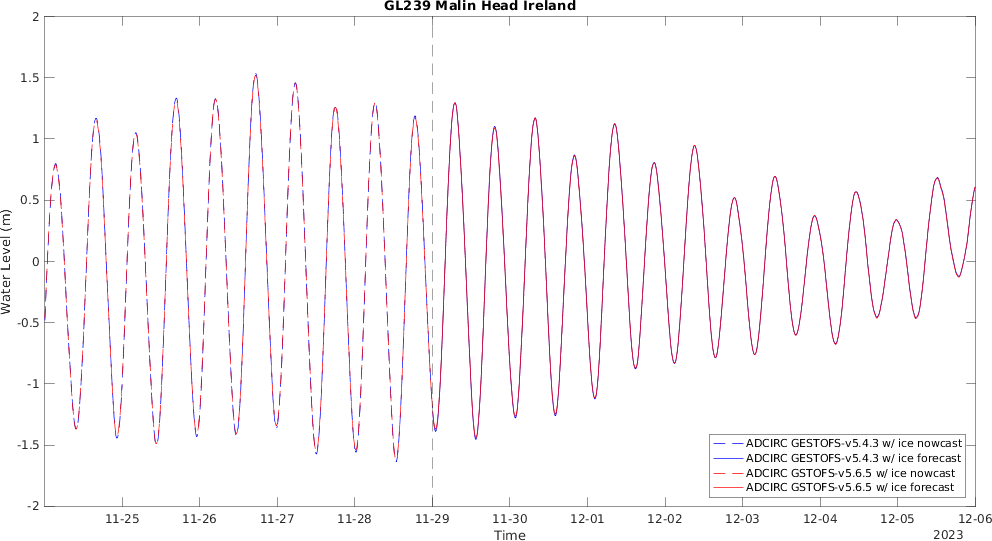 GL239 Malin Head Ireland
2
1.5
1
0.5
0
-0.5
-1
-1.5
-2
Water Level (m)
ADCIRC GESTOFS-v5.4.3 w/ ice nowcast
ADCIRC GESTOFS-v5.4.3 w/ ice forecast
ADCIRC GSTOFS-v5.6.5 w/ ice nowcast
ADCIRC GSTOFS-v5.6.5 w/ ice forecast
11-25 11-26 11-27 11-28 11-29 11-30 12-01 12-02 12-03 12-04 12-05 12-06
Time 2023